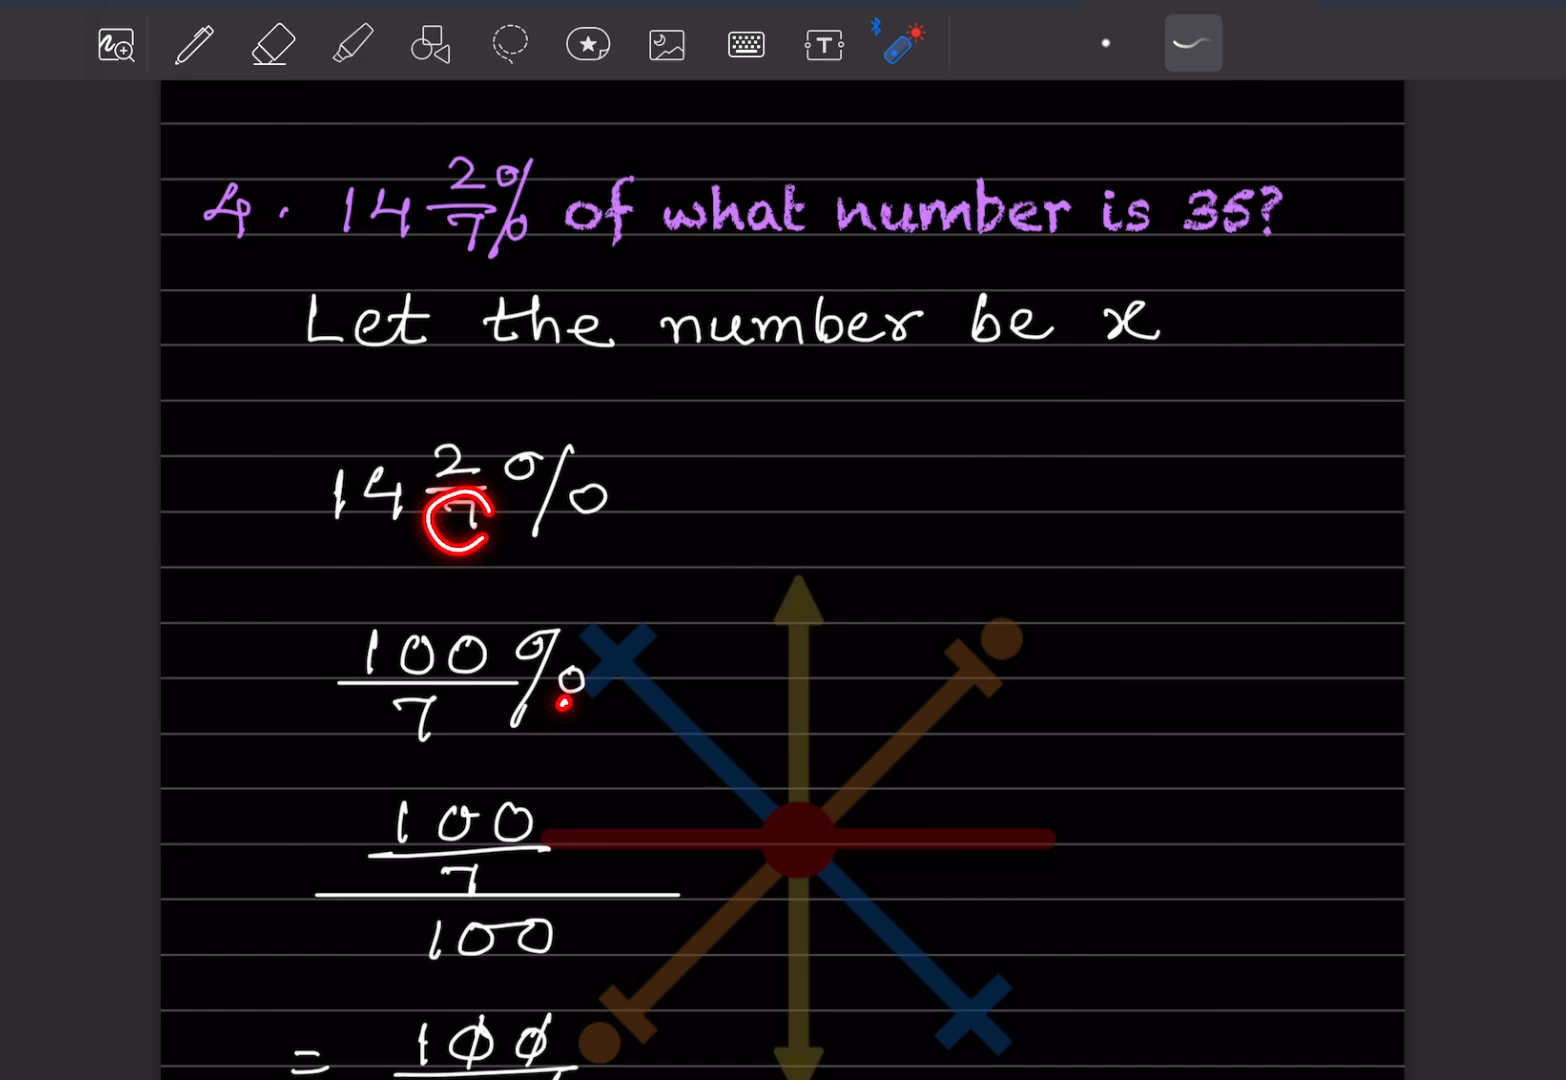 4. 14 2/7 % of what number is 35?
Let the number be x
14 2/7 %
100/7 %
100/7
100
= 100